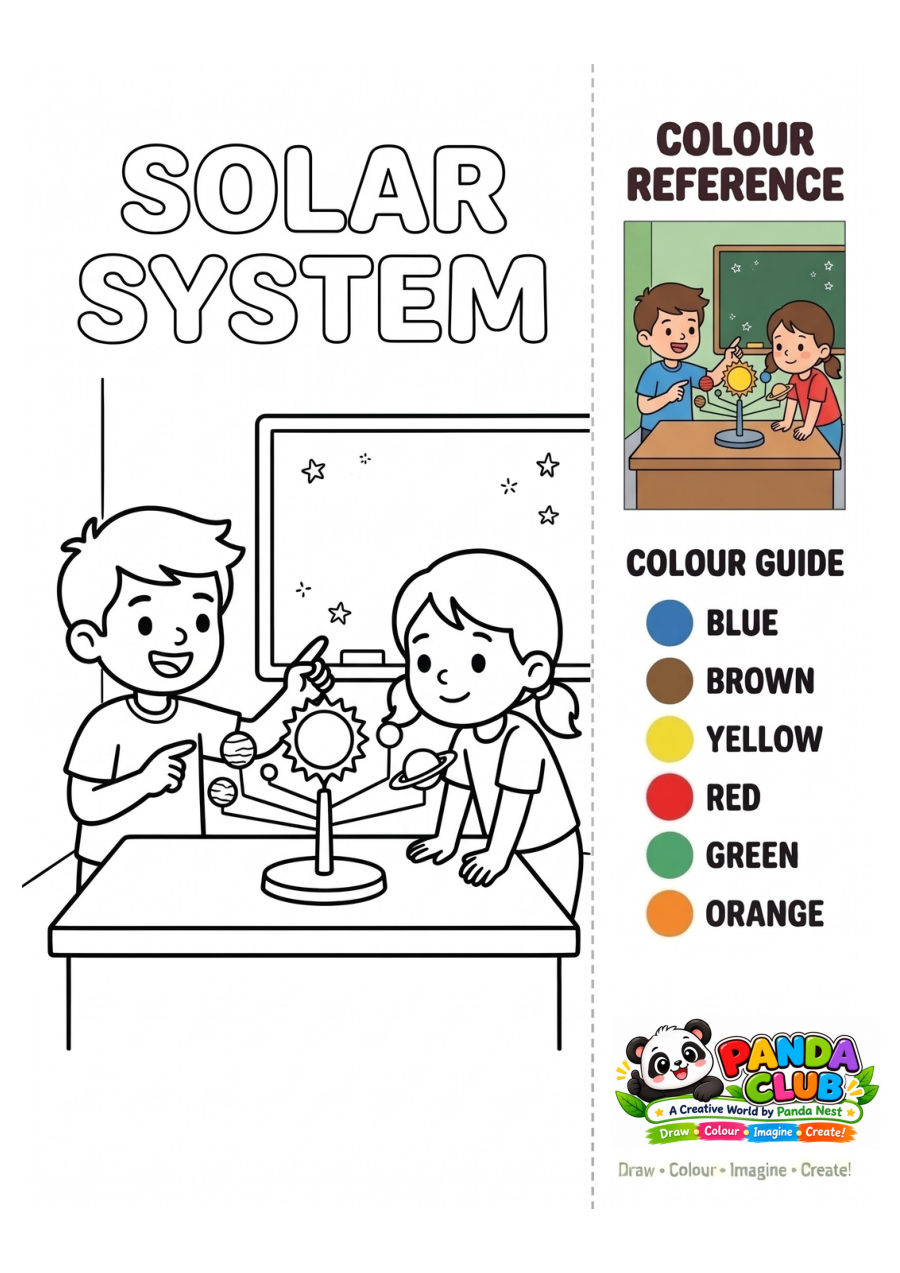 SOLAR
SYSTEM
COLOUR
REFERENCE
COLOUR GUIDE
BLUE
BROWN
YELLOW
RED
GREEN
ORANGE
PANDA
CLUB
A Creative World by Panda Nest
Draw • Colour • Imagine • Create!
Draw • Colour • Imagine • Create!